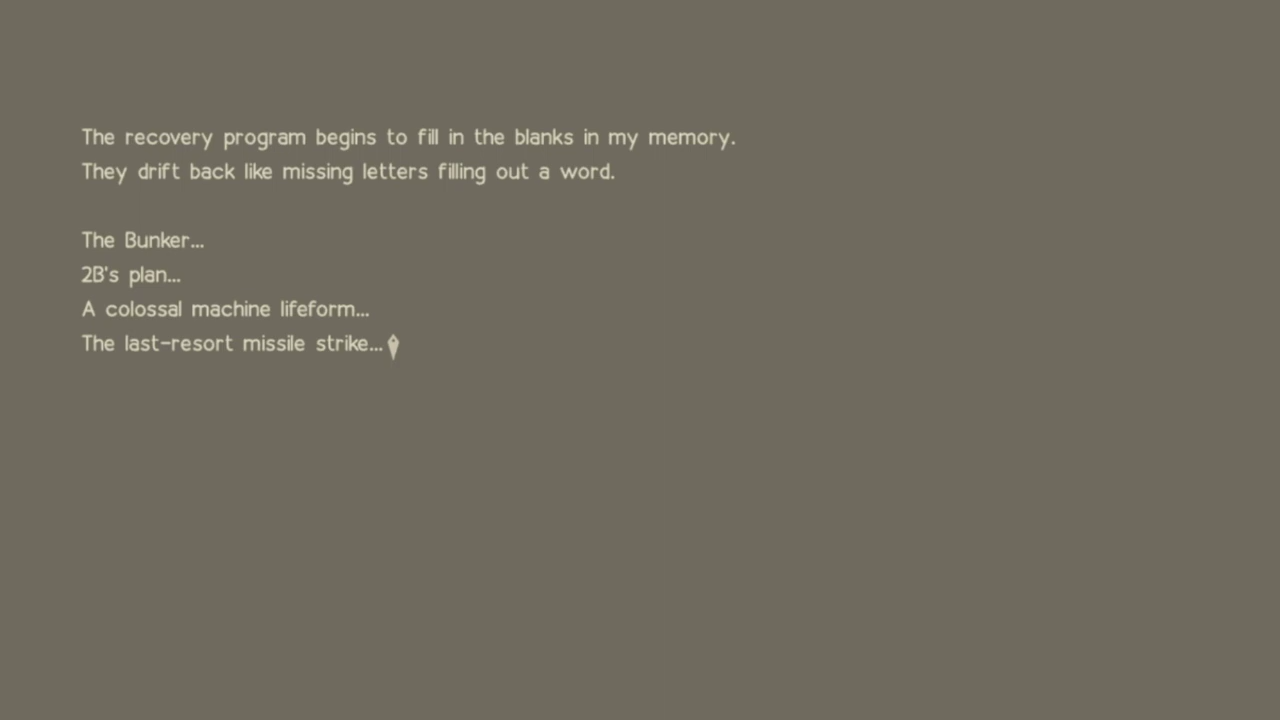 The recovery program begins to fill in the blanks in my memory.
They drift back like missing letters filling out a word.
The Bunker...
2B's plan...
A colossal machine lifeform...
The last-resort missile strike...